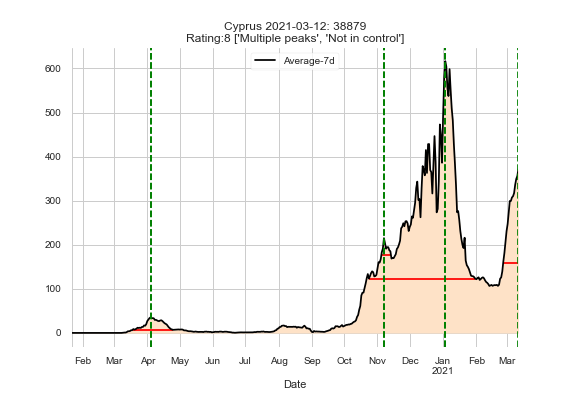 Cyprus 2021-03-12: 38879
Rating:8 ['Multiple peaks', 'Not in control']
Average-7d
600
500
400
300
200
100
0
Feb Mar Apr May Jun Jul Aug Sep Oct Nov Dec Jan Feb Mar
2021
Date